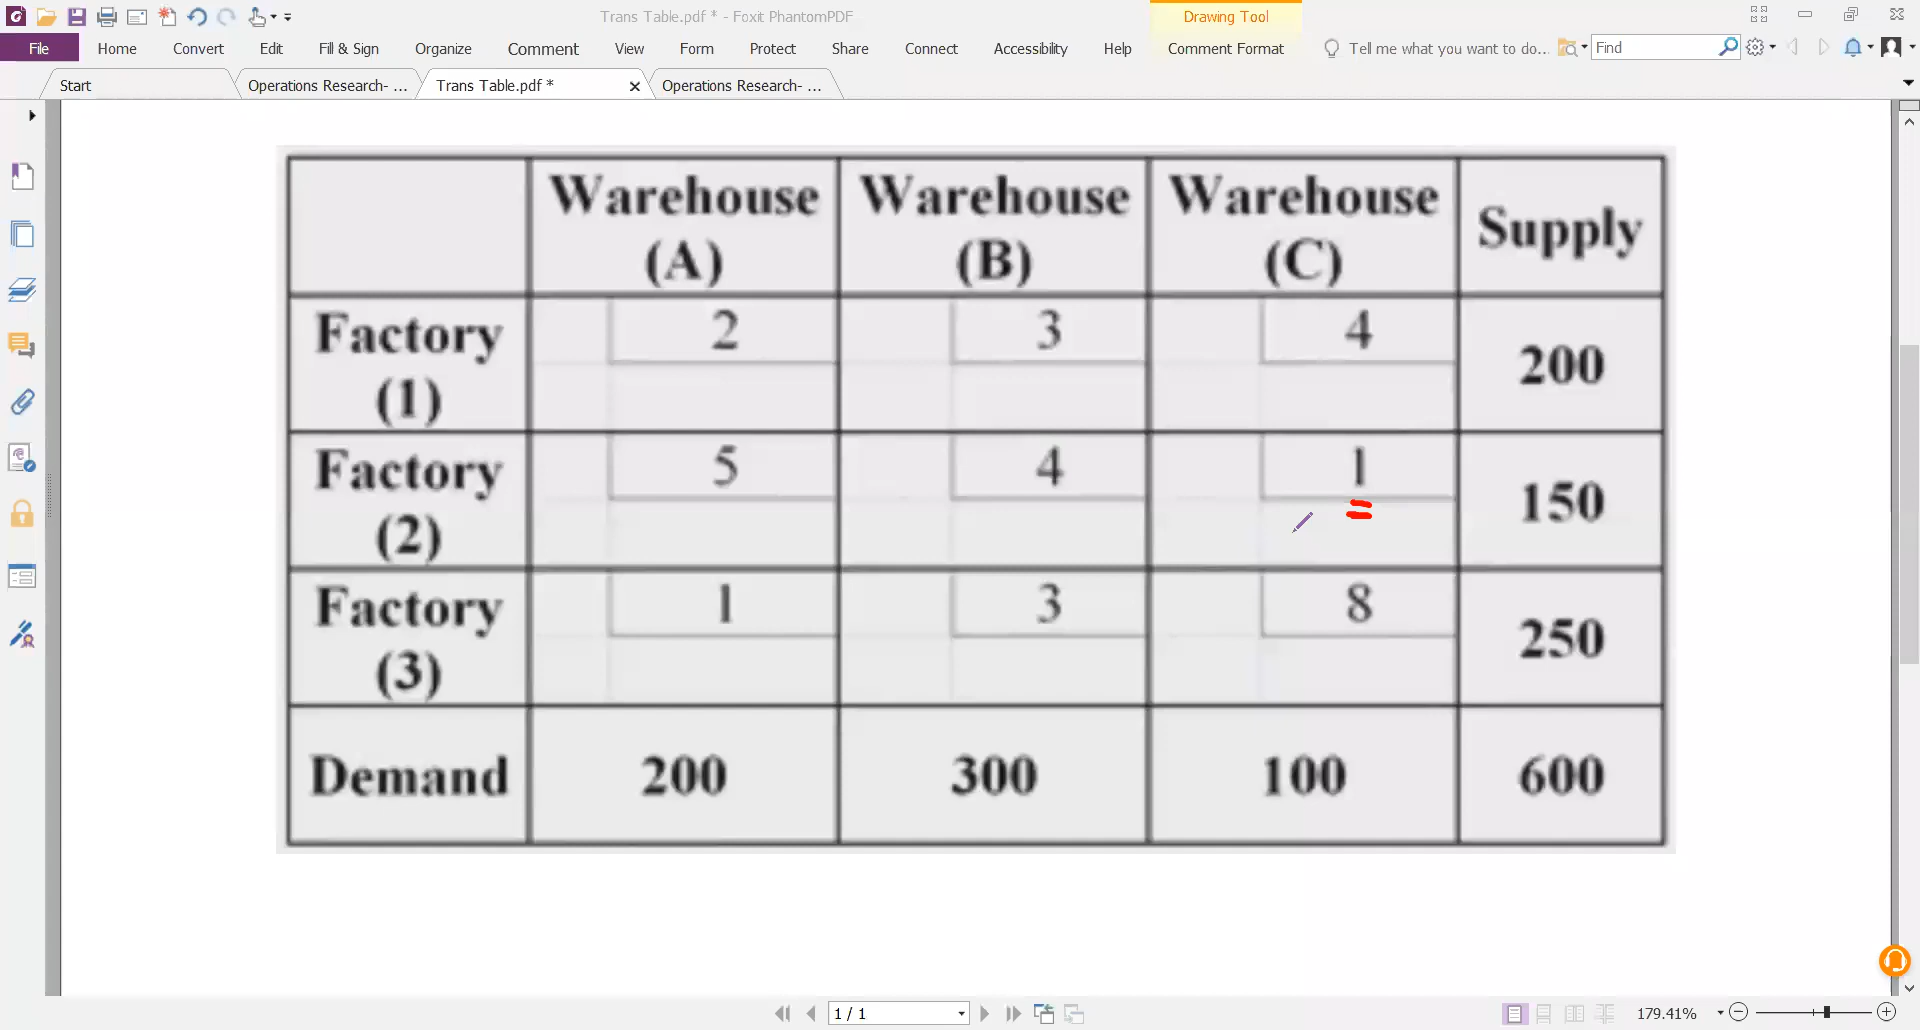 Trans Table.pdf * - Foxit PhantomPDF
Drawing Tool
File Home Convert Edit Fill & Sign Organize Comment View Form Protect Share Connect Accessibility Help Comment Format Tell me what you want to do... Find
Start Operations Research- ... Trans Table.pdf * Operations Research- ...
Warehouse (A) Warehouse (B) Warehouse (C) Supply
Factory (1) 2 3 4 200
Factory (2) 5 4 1 150
Factory (3) 1 3 8 250
Demand 200 300 100 600
1 / 1 179.41%